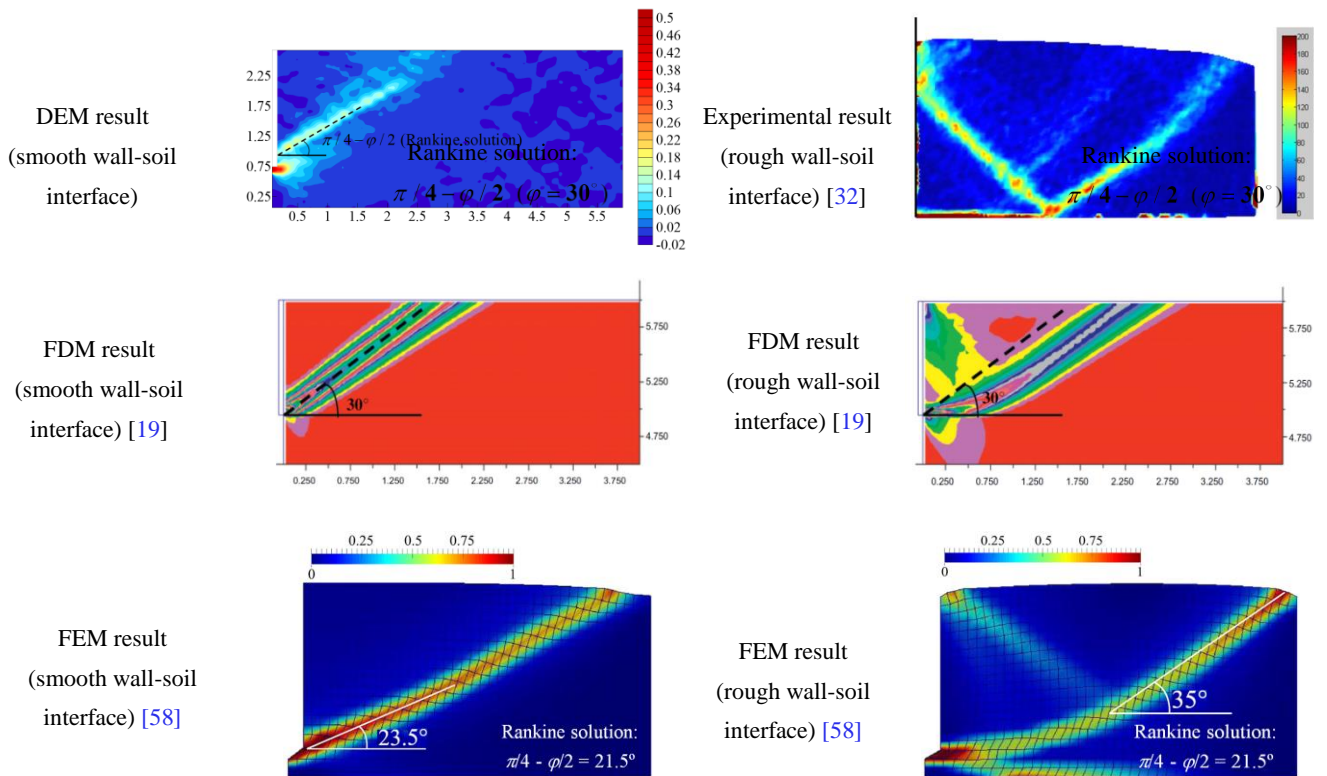 DEM result
(smooth wall-soil
interface)
2.25
1.75
1.25
0.75
0.25
0.5 1 1.5 2 2.5 3 3.5 4 4.5 5 5.5
π / 4 – φ / 2 (Rankine solution)
Rankine solution:
π / 4 – φ / 2 (φ = 30°)
0.5
0.46
0.42
0.38
0.34
0.3
0.26
0.22
0.18
0.14
0.1
0.06
0.02
-0.02
Experimental result
(rough wall-soil
interface) [32]
Rankine solution:
π / 4 – φ / 2 (φ = 30°)
200
180
160
140
120
100
80
60
40
20
0
FDM result
(smooth wall-soil
interface) [19]
30°
5.750
5.250
4.750
0.250 0.750 1.250 1.750 2.250 2.750 3.250 3.750
FDM result
(rough wall-soil
interface) [19]
30°
5.750
5.250
4.750
0.250 0.750 1.250 1.750 2.250 2.750 3.250 3.750
FEM result
(smooth wall-soil
interface) [58]
0.25 0.5 0.75
0 1
23.5°
Rankine solution:
π/4 - φ/2 = 21.5º
FEM result
(rough wall-soil
interface) [58]
0.25 0.5 0.75
0 1
35°
Rankine solution:
π/4 - φ/2 = 21.5º